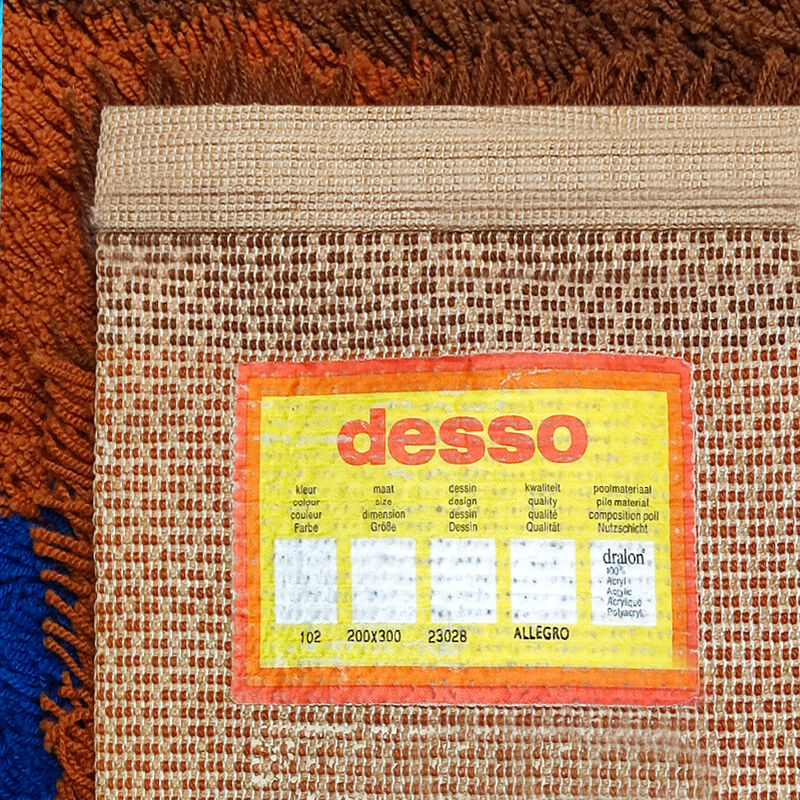 desso
kleur maat dessin kwaliteit poolmateriaal
colour size design quality pile material
couleur dimension dessin qualité composition poil
Farbe Größe Dessin Qualität Nutzschicht
dralon
100%
Acryl
Acrylic
Acrylique
Polyacryl
102 200X300 23028 ALLEGRO